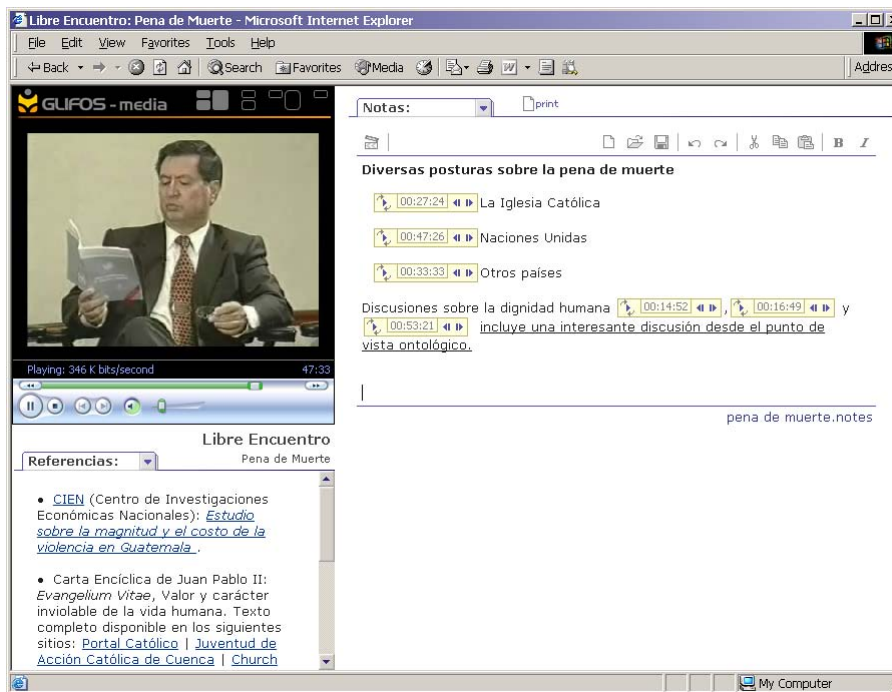 Libre Encuentro: Pena de Muerte - Microsoft Internet Explorer
File Edit View Favorites Tools Help
Back Search Favorites Media Addres
GLIFOS - media
Notas: print
B I
Diversas posturas sobre la pena de muerte
00:27:24 La Iglesia Católica
00:47:26 Naciones Unidas
00:33:33 Otros países
Discusiones sobre la dignidad humana 00:14:52 , 00:16:49 y
00:53:21 incluye una interesante discusión desde el punto de
vista ontológico.
pena de muerte.notes
Playing: 346 K bits/second 47:33
Libre Encuentro
Pena de Muerte
Referencias:
• CIEN (Centro de Investigaciones
Económicas Nacionales): Estudio
sobre la magnitud y el costo de la
violencia en Guatemala .
• Carta Encíclica de Juan Pablo II:
Evangelium Vitae, Valor y carácter
inviolable de la vida humana. Texto
completo disponible en los siguientes
sitios: Portal Católico | Juventud de
Acción Católica de Cuenca | Church
My Computer